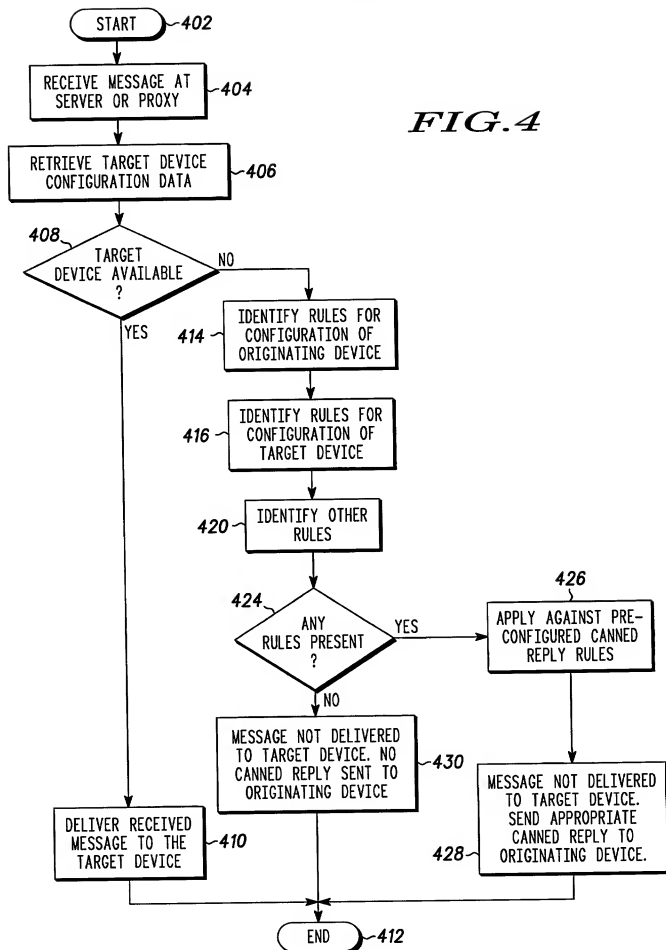 START
402
RECEIVE MESSAGE AT
SERVER OR PROXY
404
FIG.4
RETRIEVE TARGET DEVICE
CONFIGURATION DATA
406
408
TARGET
DEVICE AVAILABLE
?
NO
YES
414
IDENTIFY RULES FOR
CONFIGURATION OF
ORIGINATING DEVICE
416
IDENTIFY RULES FOR
CONFIGURATION OF
TARGET DEVICE
420
IDENTIFY OTHER
RULES
424
ANY
RULES PRESENT
?
YES
NO
426
APPLY AGAINST PRE-
CONFIGURED CANNED
REPLY RULES
MESSAGE NOT DELIVERED
TO TARGET DEVICE. NO
CANNED REPLY SENT TO
ORIGINATING DEVICE
430
MESSAGE NOT DELIVERED
TO TARGET DEVICE.
SEND APPROPRIATE
CANNED REPLY TO
ORIGINATING DEVICE.
428
DELIVER RECEIVED
MESSAGE TO THE
TARGET DEVICE
410
END
412